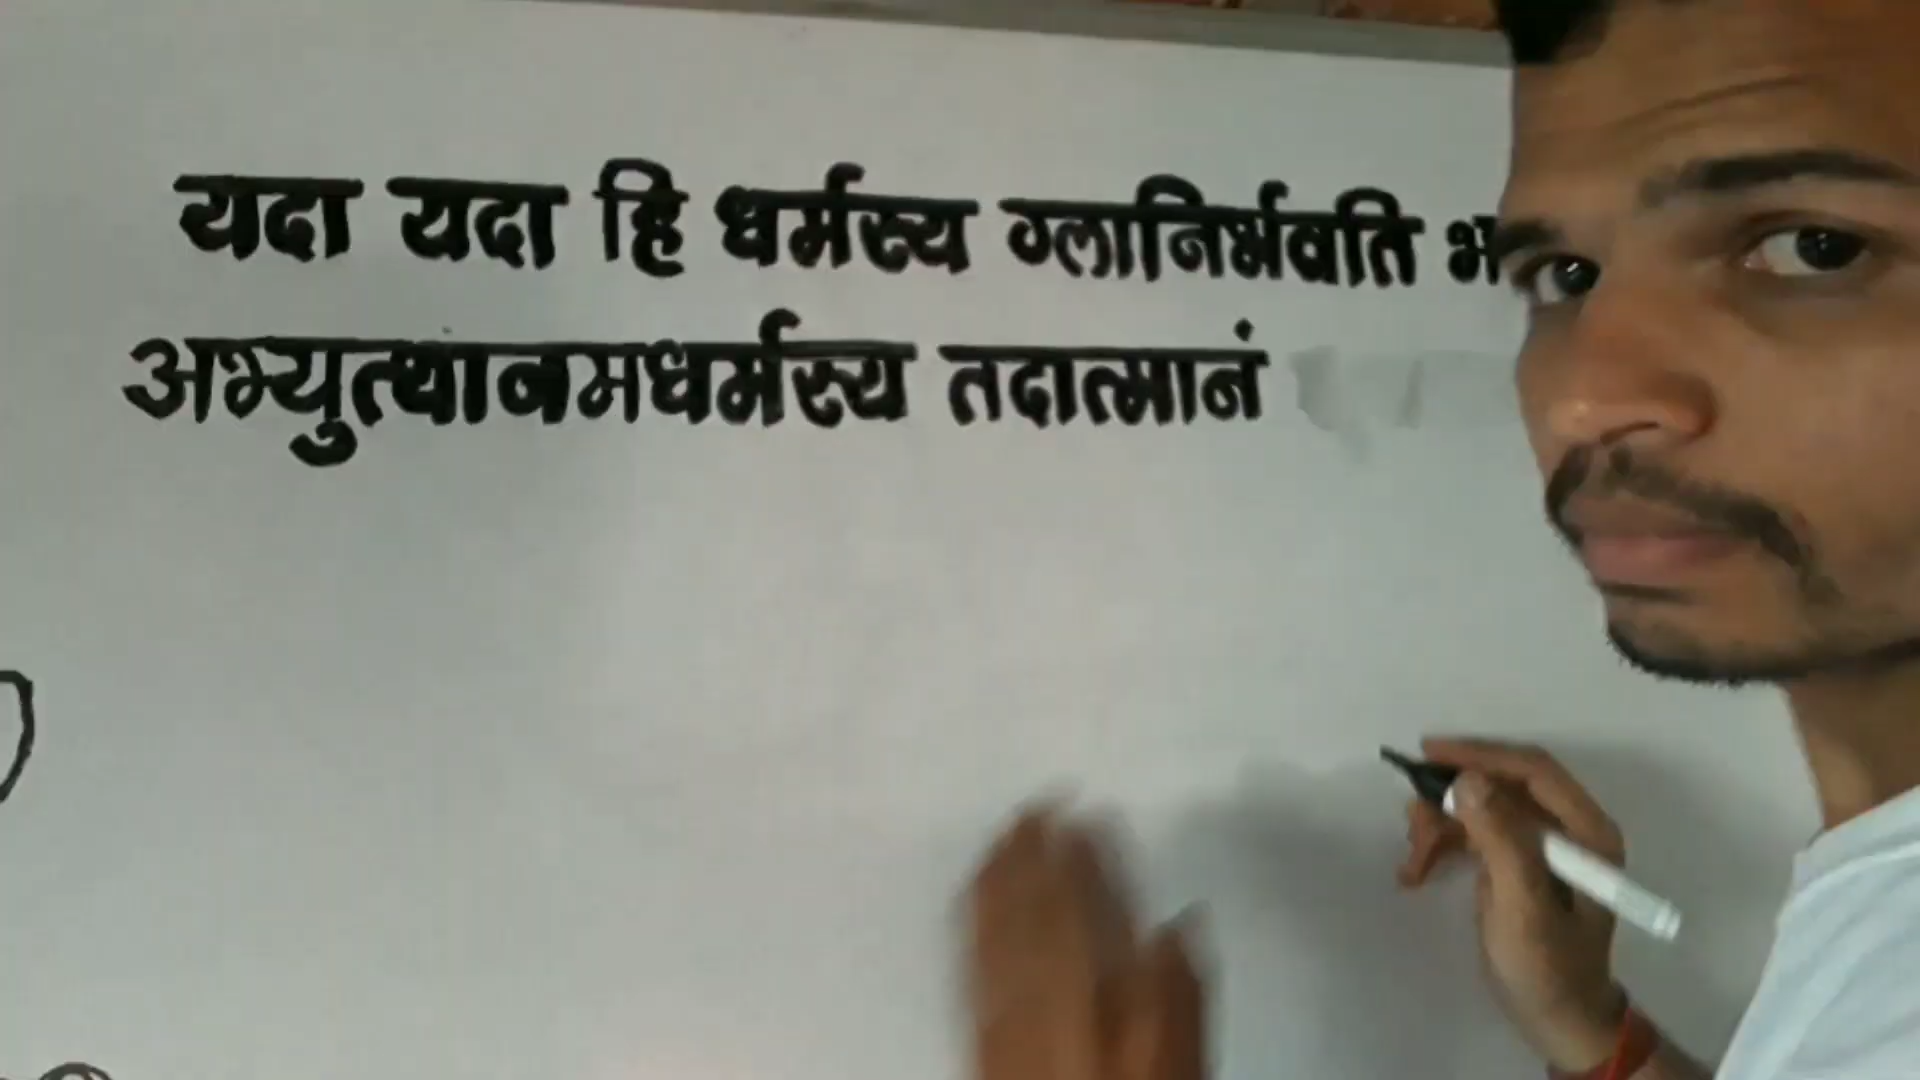 यदा यदा हि धर्मस्य ग्लानिर्भवति भ
अभ्युत्थानमधर्मस्य तदात्मानं